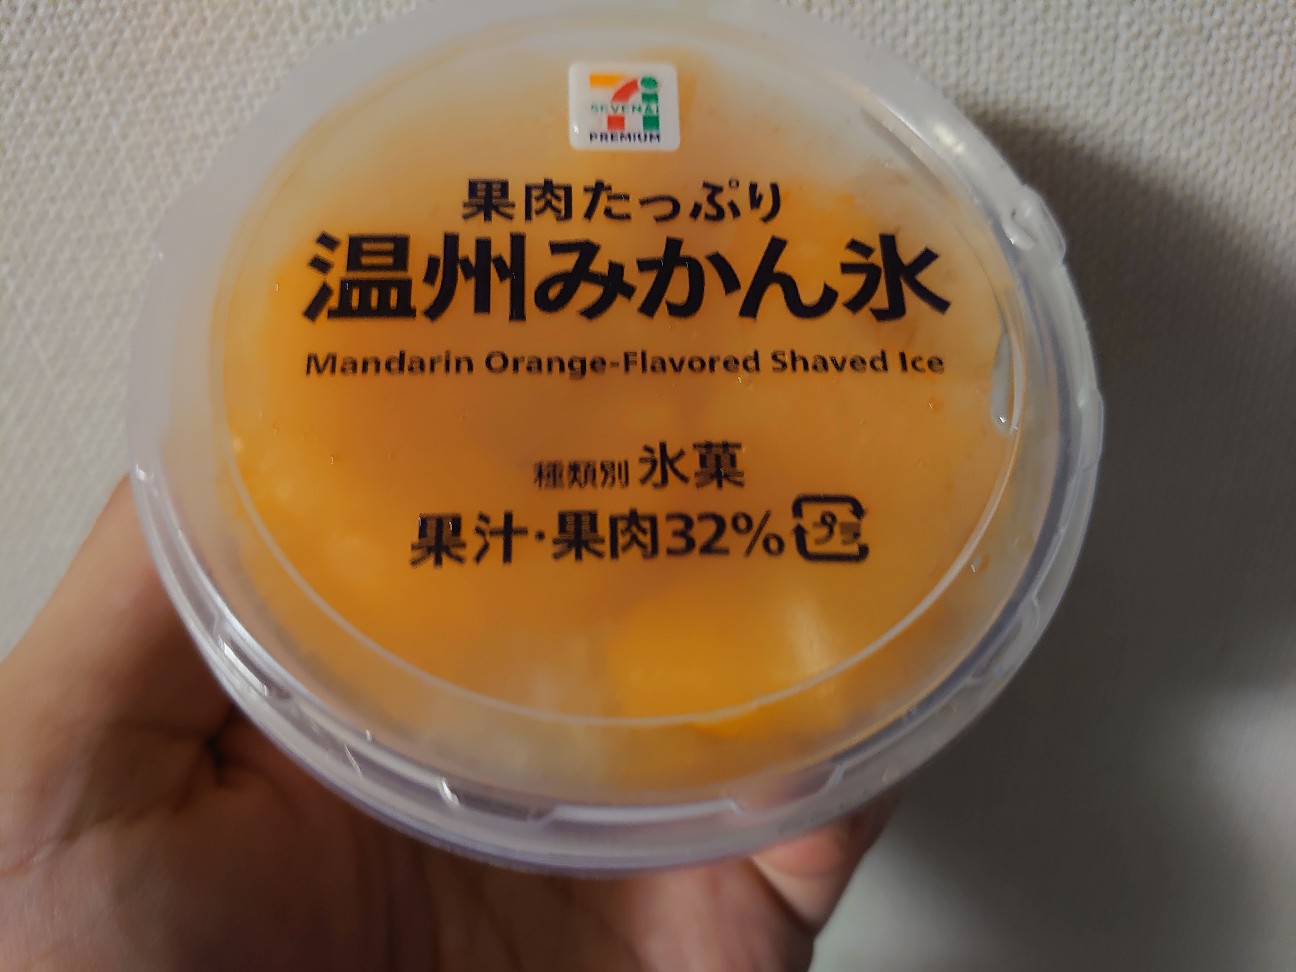 SEVEN&i
PREMIUM
果肉たっぷり
温州みかん氷
Mandarin Orange-Flavored Shaved Ice
種類別 氷菓
果汁・果肉32% プラ